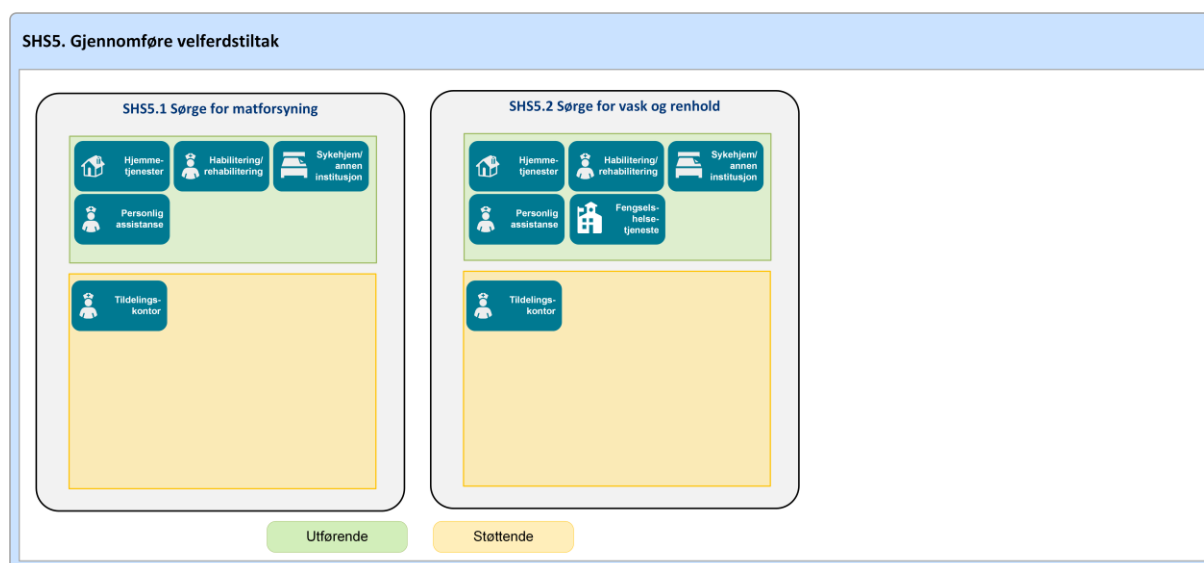 SHS5. Gjennomføre velferdstiltak
SHS5.1 Sørge for matforsyning
Hjemme-
tjenester
Habilitering/
rehabilitering
Sykehjem/
annen
institusjon
Personlig
assistanse
Tildelings-
kontor
SHS5.2 Sørge for vask og renhold
Hjemme-
tjenester
Habilitering/
rehabilitering
Sykehjem/
annen
institusjon
Personlig
assistanse
Fengsels-
helse-
tjeneste
Tildelings-
kontor
Utførende
Støttende